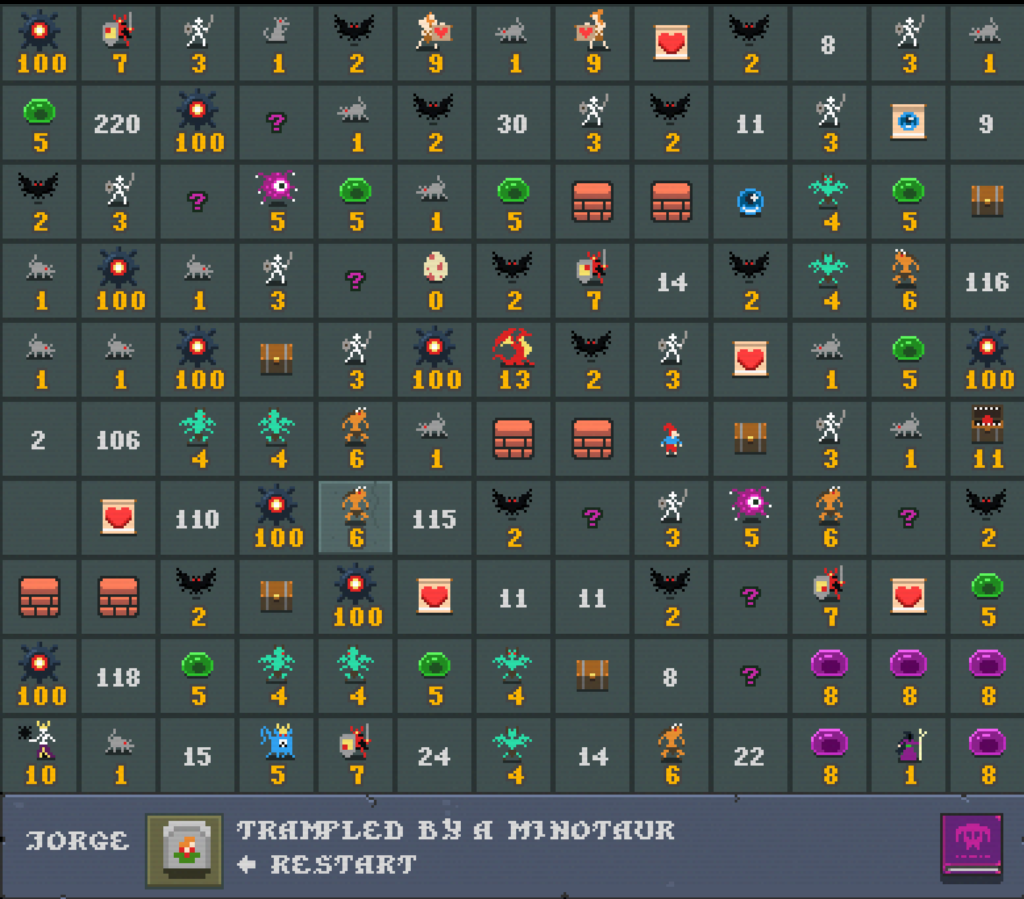 100 7 3 1 2 9 1 9 2 8 3 1
5 220 100 ? 1 2 30 3 2 11 3 9
2 3 ? 5 5 1 5 4 5
1 100 1 3 ? 0 2 7 14 2 4 6 116
1 1 100 3 100 13 2 3 1 5 100
2 106 4 4 6 1 3 1 11
110 100 6 115 2 ? 3 5 6 ? 2
2 100 11 11 2 ? 7 5
100 118 5 4 4 5 4 8 ? 8 8 8
10 1 15 5 7 24 4 14 6 22 8 1 8
JORGE
TRAMPLED BY A MINOTAUR
← RESTART